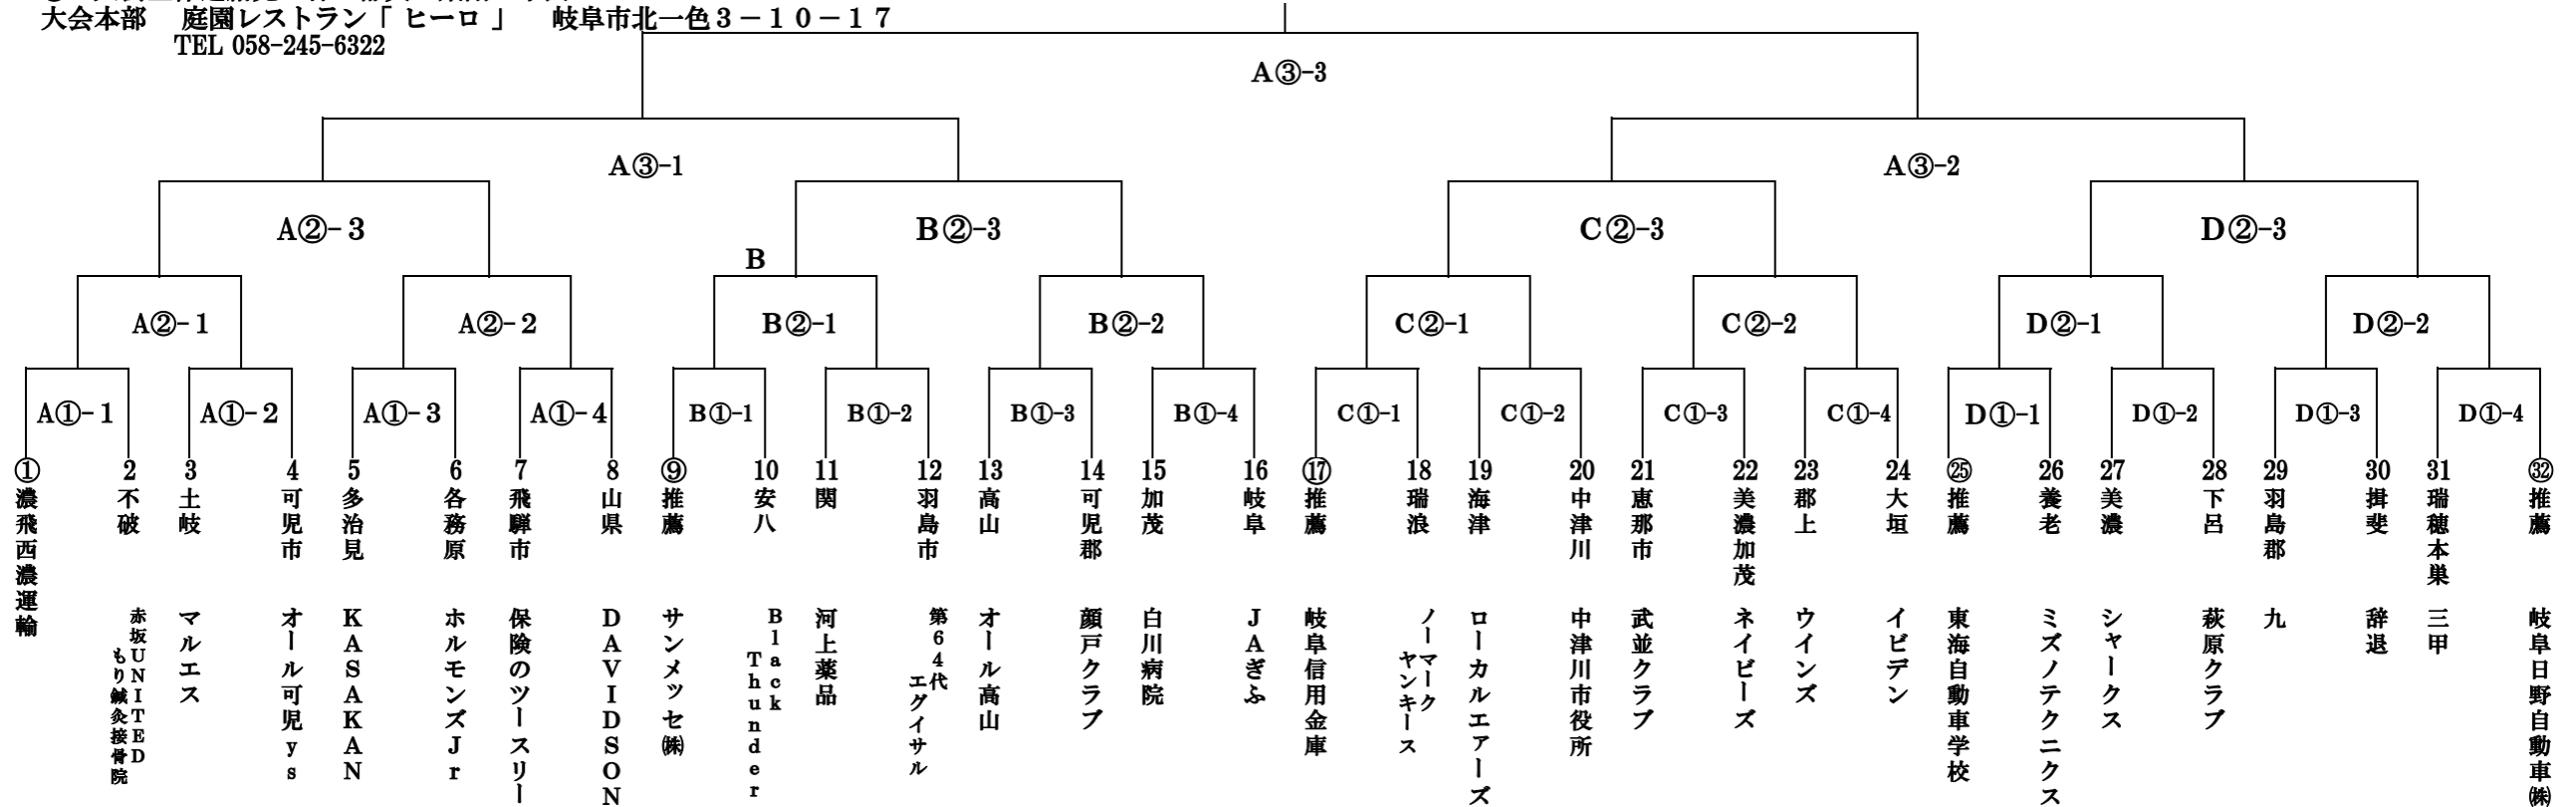 大会本部　庭園レストラン「 ヒーロ 」　岐阜市北一色３－１０－１７
TEL 058-245-6322
A③-3
A③-1
A③-2
A②-3
B②-3
C②-3
D②-3
B
A②-1
A②-2
B②-1
B②-2
C②-1
C②-2
D②-1
D②-2
A①-1
A①-2
A①-3
A①-4
B①-1
B①-2
B①-3
B①-4
C①-1
C①-2
C①-3
C①-4
D①-1
D①-2
D①-3
D①-4
① 濃飛西濃運輸
2 不破 赤坂UNITED もり鍼灸接骨院
3 土岐 マルエス
4 可児市 オール可児ys
5 多治見 KASAKAN
6 各務原 ホルモンズJr
7 飛騨市 保険のツースリー
8 山県 DAVIDSON
⑨ 推薦 サンメッセ㈱
10 安八 Black Thunder
11 関 河上薬品
12 羽島市 第64代 エグイサル
13 高山 オール高山
14 可児郡 顔戸クラブ
15 加茂 白川病院
16 岐阜 JAぎふ
⑰ 推薦 岐阜信用金庫
18 瑞浪 ノーマーク ヤンキース
19 海津 ローカルエァーズ
20 中津川 中津川市役所
21 恵那市 武並クラブ
22 美濃加茂 ネイビーズ
23 郡上 ウインズ
24 大垣 イビデン
㉕ 推薦 東海自動車学校
26 養老 ミズノテクニクス
27 美濃 シャークス
28 下呂 萩原クラブ
29 羽島郡 九
30 揖斐 辞退
31 瑞穂本巣 三甲
㉜ 推薦 岐阜日野自動車㈱